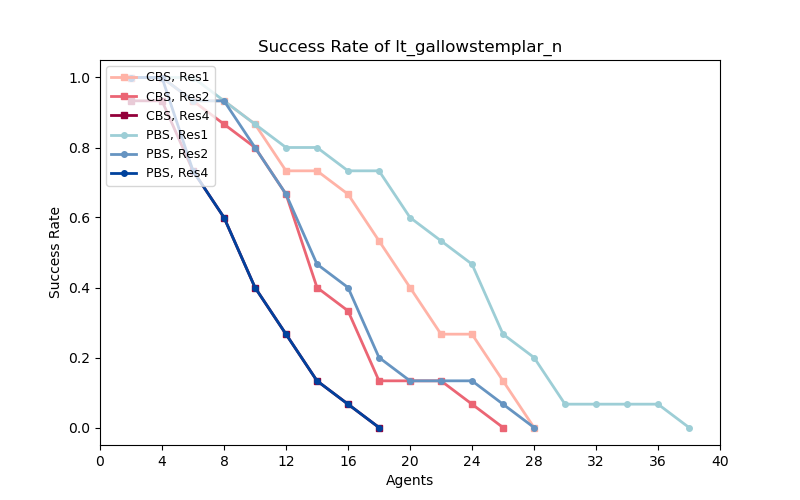 Success Rate of lt_gallowstemplar_n
CBS, Res1
CBS, Res2
CBS, Res4
PBS, Res1
PBS, Res2
PBS, Res4
Success Rate
1.0
0.8
0.6
0.4
0.2
0.0
0 4 8 12 16 20 24 28 32 36 40
Agents